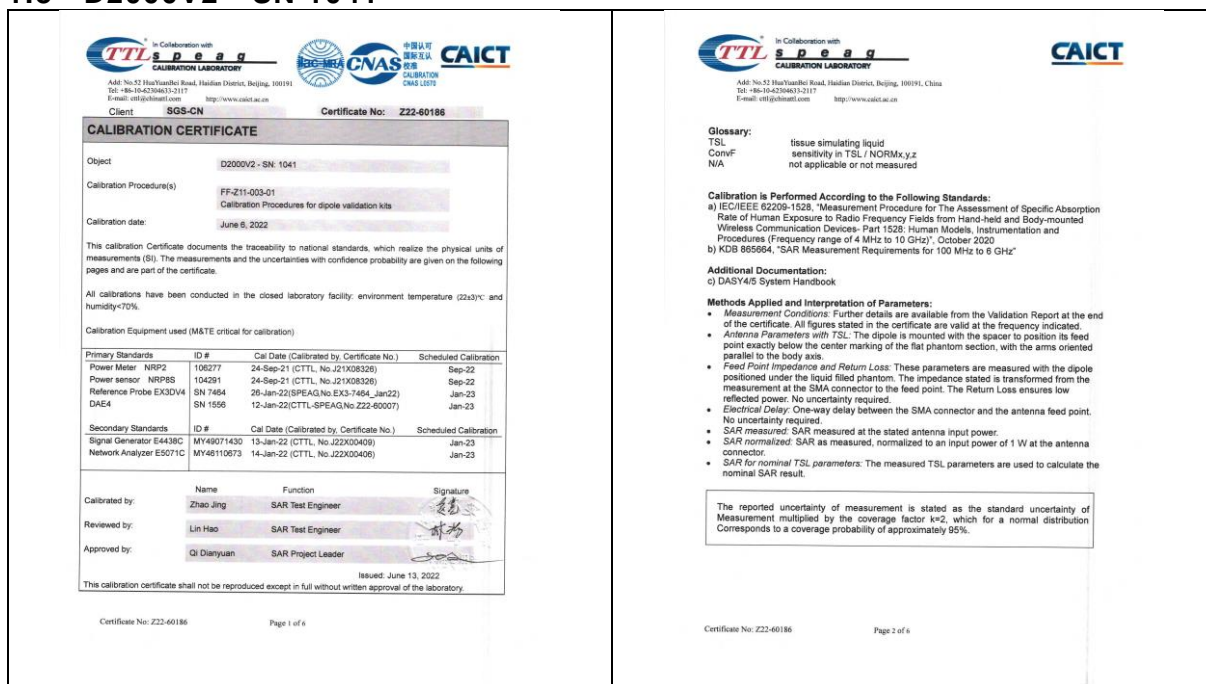 1.3 D2000V2 - SN 1041
TTL
In Collaboration with
s p e a g
CALIBRATION LABORATORY
CNAS
中国认可
国际互认
校准
CALIBRATION
CNAS L0570
CAICT
Add: No.52 HuaYuanBei Road, Haidian District, Beijing, 100191
Tel: +86-10-62304633-2117
E-mail: cttl@chinattl.com http://www.caict.ac.cn
Client SGS-CN Certificate No: Z22-60186
CALIBRATION CERTIFICATE
Object D2000V2 - SN: 1041
Calibration Procedure(s) FF-Z11-003-01
Calibration Procedures for dipole validation kits
Calibration date: June 6, 2022
This calibration Certificate documents the traceability to national standards, which realize the physical units of
measurements (SI). The measurements and the uncertainties with confidence probability are given on the following
pages and are part of the certificate.
All calibrations have been conducted in the closed laboratory facility: environment temperature (22±3)℃ and
humidity<70%.
Calibration Equipment used (M&TE critical for calibration)
Primary Standards ID # Cal Date (Calibrated by, Certificate No.) Scheduled Calibration
Power Meter NRP2 106277 24-Sep-21 (CTTL, No.J21X08326) Sep-22
Power sensor NRP8S 104291 24-Sep-21 (CTTL, No.J21X08326) Sep-22
Reference Probe EX3DV4 SN 7464 26-Jan-22(SPEAG,No.EX3-7464_Jan22) Jan-23
DAE4 SN 1556 12-Jan-22(CTTL-SPEAG,No.Z22-60007) Jan-23
Secondary Standards ID # Cal Date (Calibrated by, Certificate No.) Scheduled Calibration
Signal Generator E4438C MY49071430 13-Jan-22 (CTTL, No.J22X00409) Jan-23
Network Analyzer E5071C MY46110673 14-Jan-22 (CTTL, No.J22X00406) Jan-23
Name Function Signature
Calibrated by: Zhao Jing SAR Test Engineer
Reviewed by: Lin Hao SAR Test Engineer
Approved by: Qi Dianyuan SAR Project Leader
Issued: June 13, 2022
This calibration certificate shall not be reproduced except in full without written approval of the laboratory.
Certificate No: Z22-60186 Page 1 of 6
TTL
In Collaboration with
s p e a g
CALIBRATION LABORATORY
CAICT
Add: No.52 HuaYuanBei Road, Haidian District, Beijing, 100191, China
Tel: +86-10-62304633-2117
E-mail: cttl@chinattl.com http://www.caict.ac.cn
Glossary:
TSL tissue simulating liquid
ConvF sensitivity in TSL / NORMx,y,z
N/A not applicable or not measured
Calibration is Performed According to the Following Standards:
a) IEC/IEEE 62209-1528, "Measurement Procedure for The Assessment of Specific Absorption
Rate of Human Exposure to Radio Frequency Fields from Hand-held and Body-mounted
Wireless Communication Devices- Part 1528: Human Models, Instrumentation and
Procedures (Frequency range of 4 MHz to 10 GHz)", October 2020
b) KDB 865664, "SAR Measurement Requirements for 100 MHz to 6 GHz"
Additional Documentation:
c) DASY4/5 System Handbook
Methods Applied and Interpretation of Parameters:
• Measurement Conditions: Further details are available from the Validation Report at the end
of the certificate. All figures stated in the certificate are valid at the frequency indicated.
• Antenna Parameters with TSL: The dipole is mounted with the spacer to position its feed
point exactly below the center marking of the flat phantom section, with the arms oriented
parallel to the body axis.
• Feed Point Impedance and Return Loss: These parameters are measured with the dipole
positioned under the liquid filled phantom. The impedance stated is transformed from the
measurement at the SMA connector to the feed point. The Return Loss ensures low
reflected power. No uncertainty required.
• Electrical Delay: One-way delay between the SMA connector and the antenna feed point.
No uncertainty required.
• SAR measured: SAR measured at the stated antenna input power.
• SAR normalized: SAR as measured, normalized to an input power of 1 W at the antenna
connector.
• SAR for nominal TSL parameters: The measured TSL parameters are used to calculate the
nominal SAR result.
The reported uncertainty of measurement is stated as the standard uncertainty of
Measurement multiplied by the coverage factor k=2, which for a normal distribution
Corresponds to a coverage probability of approximately 95%.
Certificate No: Z22-60186 Page 2 of 6